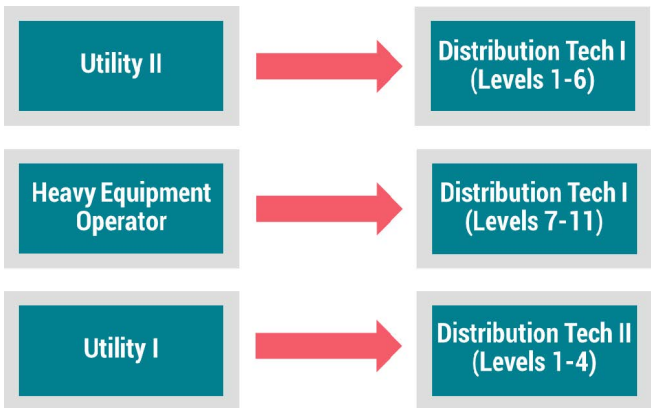 Utility II
Distribution Tech I
(Levels 1-6)
Heavy Equipment
Operator
Distribution Tech I
(Levels 7-11)
Utility I
Distribution Tech II
(Levels 1-4)